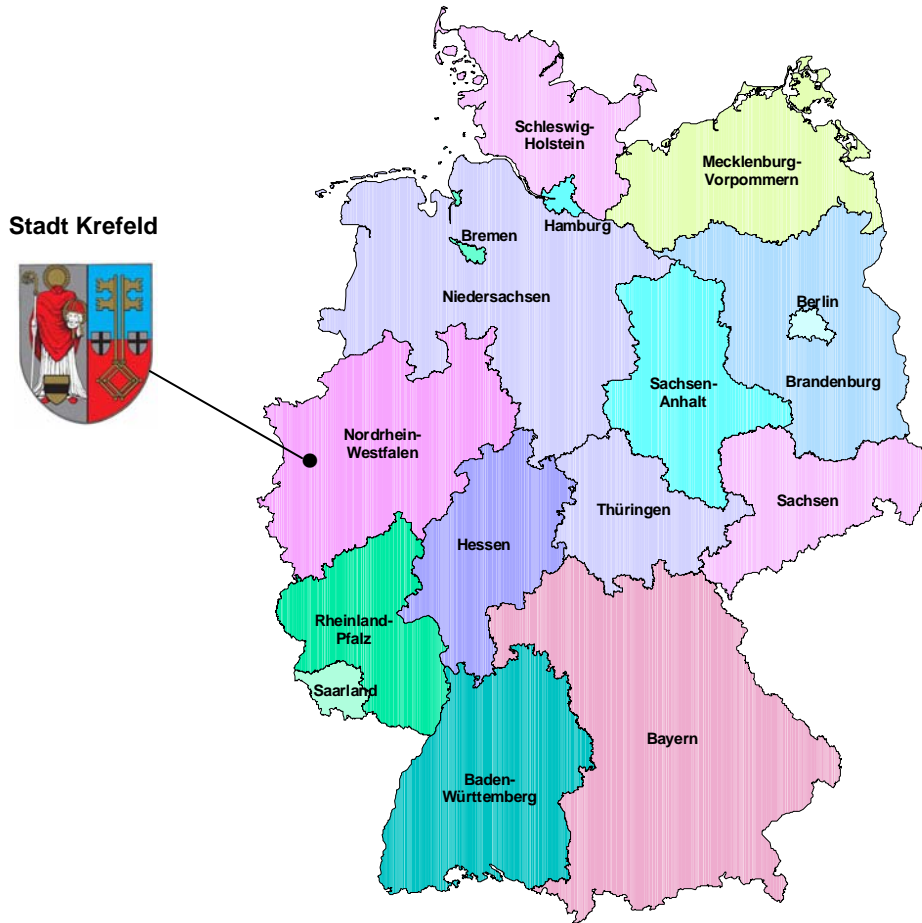 Schleswig-
Holstein
Mecklenburg-
Vorpommern
Stadt Krefeld
Hamburg
Bremen
Niedersachsen
Berlin
Brandenburg
Sachsen-
Anhalt
Nordrhein-
Westfalen
Sachsen
Thüringen
Hessen
Rheinland-
Pfalz
Saarland
Bayern
Baden-
Württemberg